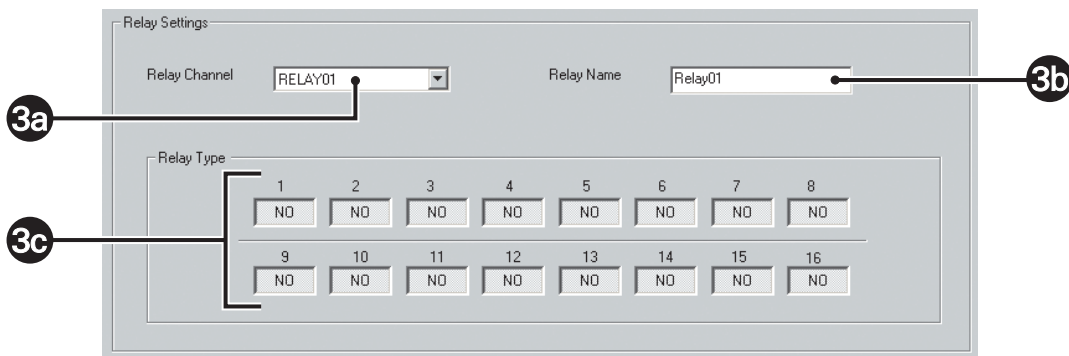 Relay Settings
Relay Channel RELAY01 Relay Name Relay01
3a 3b
Relay Type
1 2 3 4 5 6 7 8
NO NO NO NO NO NO NO NO
3c
9 10 11 12 13 14 15 16
NO NO NO NO NO NO NO NO